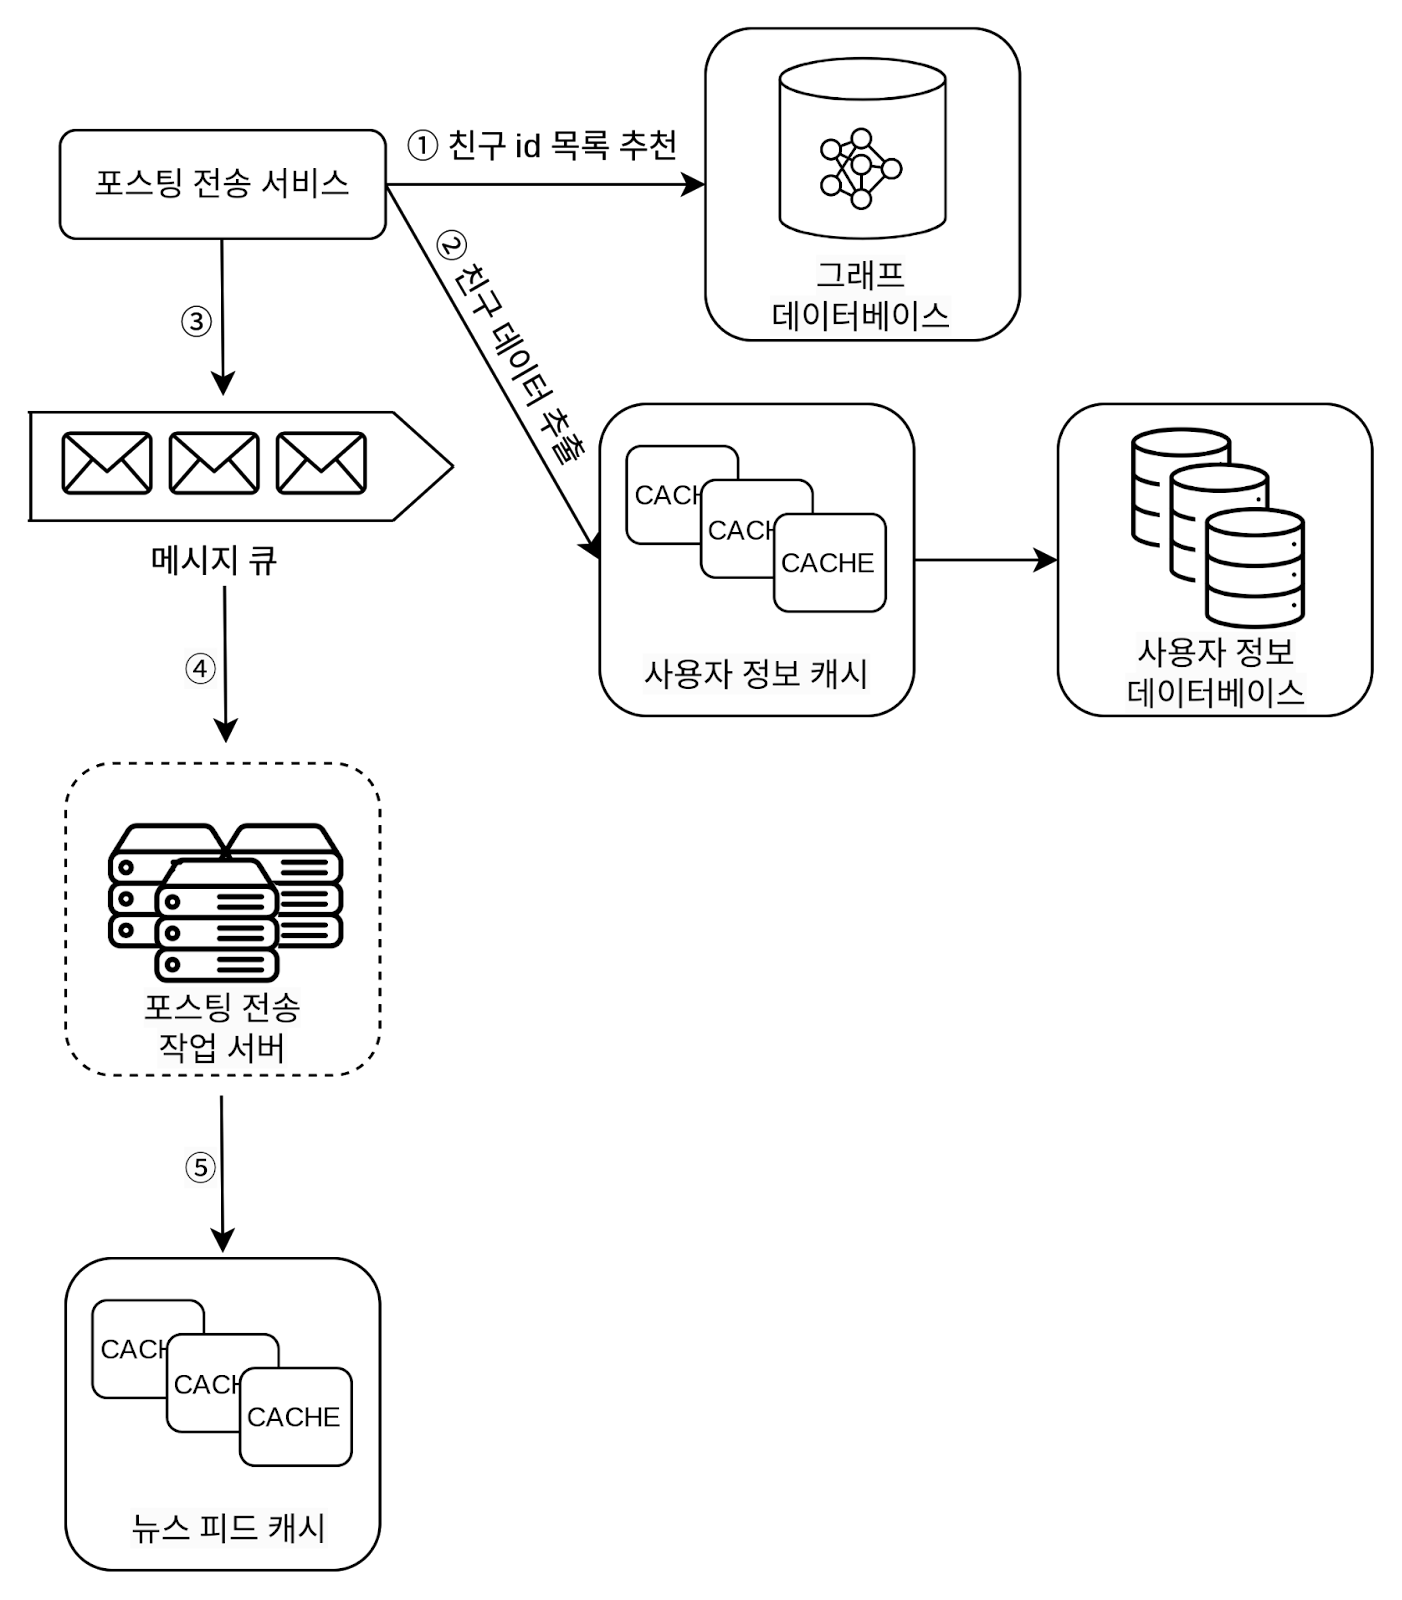 포스팅 전송 서비스
① 친구 id 목록 추천
그래프
데이터베이스
② 친구 데이터 추출
③
메시지 큐
CACH
CACH
CACHE
사용자 정보 캐시
사용자 정보
데이터베이스
④
포스팅 전송
작업 서버
⑤
CACH
CACH
CACHE
뉴스 피드 캐시